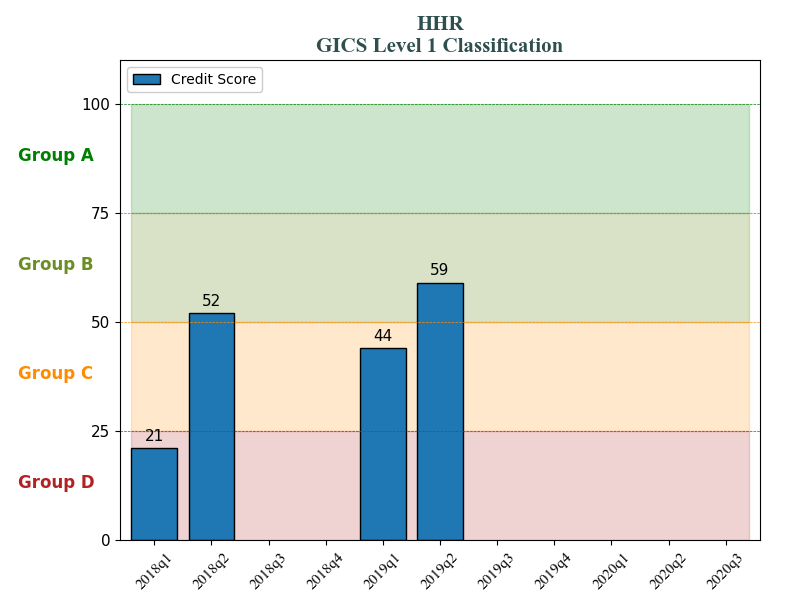 HHR
GICS Level 1 Classification
Credit Score
100
Group A
75
Group B
59
52
50
44
Group C
25
21
Group D
0
2018q1
2018q2
2018q3
2018q4
2019q1
2019q2
2019q3
2019q4
2020q1
2020q2
2020q3